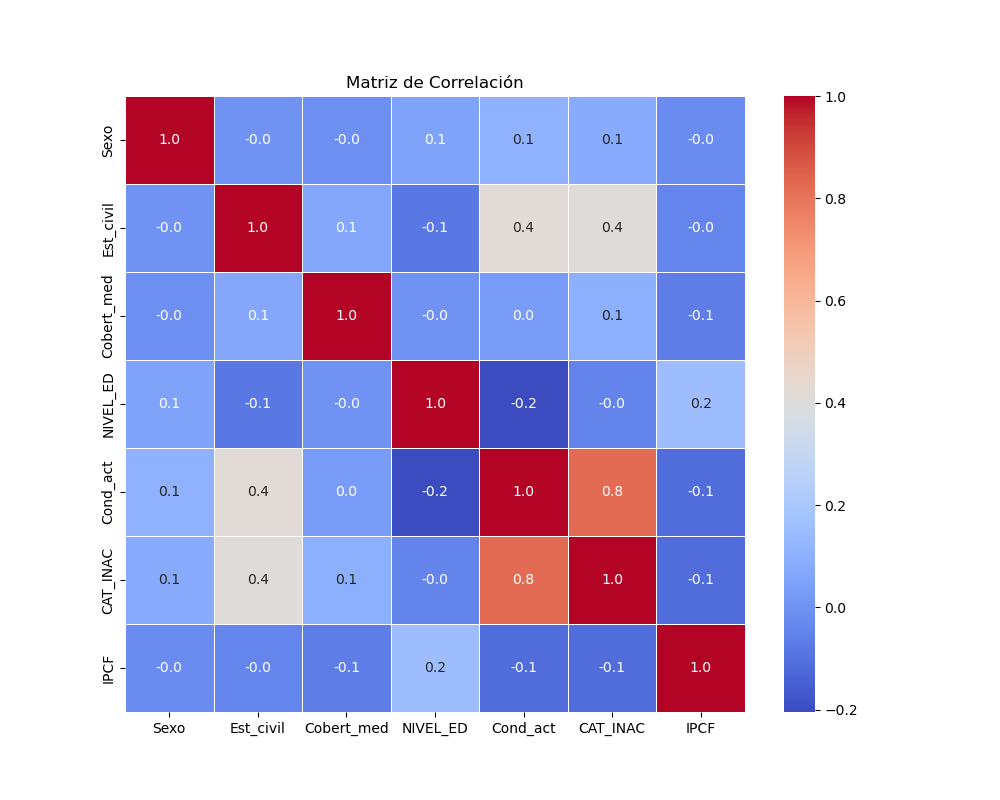 Matriz de Correlación
Sexo 1.0 -0.0 -0.0 0.1 0.1 0.1 -0.0
Est_civil -0.0 1.0 0.1 -0.1 0.4 0.4 -0.0
Cobert_med -0.0 0.1 1.0 -0.0 0.0 0.1 -0.1
NIVEL_ED 0.1 -0.1 -0.0 1.0 -0.2 -0.0 0.2
Cond_act 0.1 0.4 0.0 -0.2 1.0 0.8 -0.1
CAT_INAC 0.1 0.4 0.1 -0.0 0.8 1.0 -0.1
IPCF -0.0 -0.0 -0.1 0.2 -0.1 -0.1 1.0
Sexo Est_civil Cobert_med NIVEL_ED Cond_act CAT_INAC IPCF
1.0
0.8
0.6
0.4
0.2
0.0
−0.2